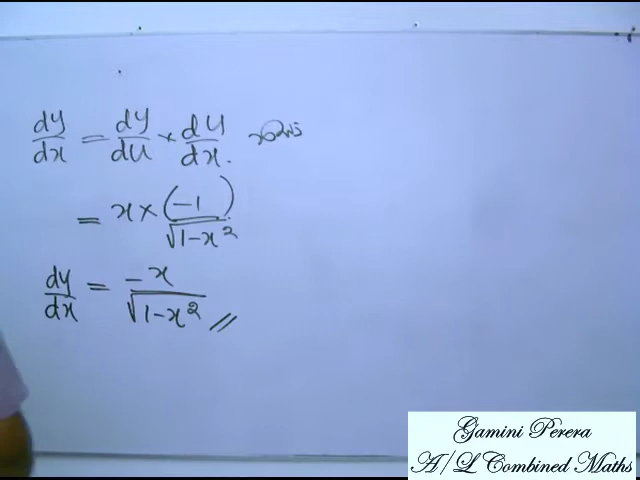 dy/dx = dy/du × du/dx.
= x × (-1)/√1-x²
dy/dx = -x/√1-x² //
Gamini Perera
A/L Combined Maths